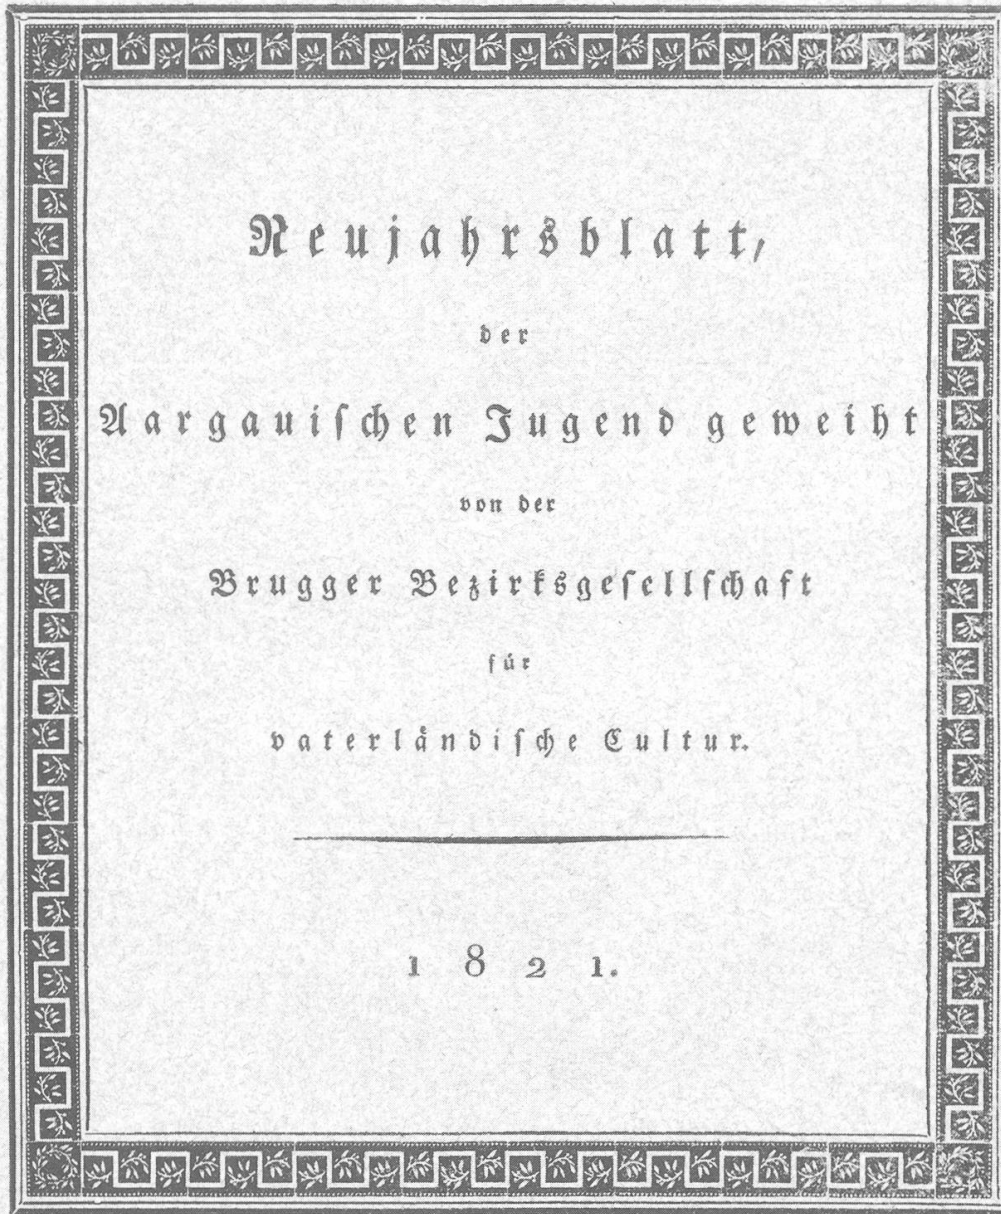 Neujahrsblatt,
der
Aargauischen Jugend geweiht
von der
Brugger Bezirksgesellschaft
für
vaterländische Cultur.
1821.